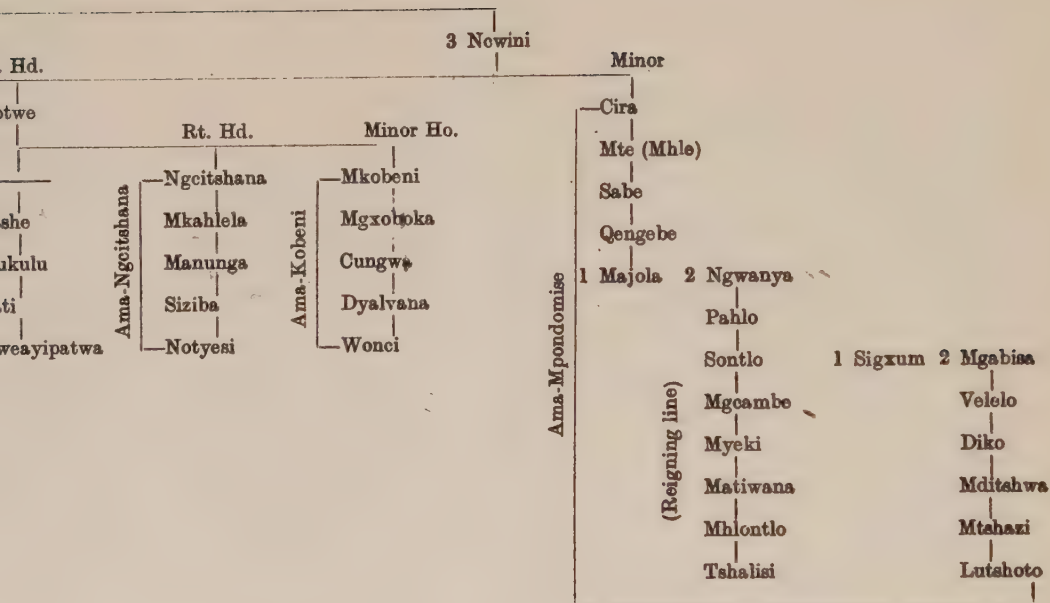 3 Ncwini
. Hd.
Minor
otwe
Cira
Rt. Hd.
Minor Ho.
Mte (Mhle)
Ngcitshana
Mkobeni
Sabe
she
Mkahlela
Mgxoboka
Qengebe
ukulu
Manunga
Cungwa
1 Majola 2 Ngwanya
ti
Siziba
Dyalvana
Pahlo
weayipatwa
Notyesi
Wonci
Sontlo
1 Sigxum 2 Mgabisa
Mgcambe
Velelo
Myeki
Diko
Matiwana
Mditshwa
Mhlontlo
Mtshazi
Tshalisi
Lutshoto
Ama-Ngcitshana
Ama-Kobeni
Ama-Mpondomise
(Reigning line)